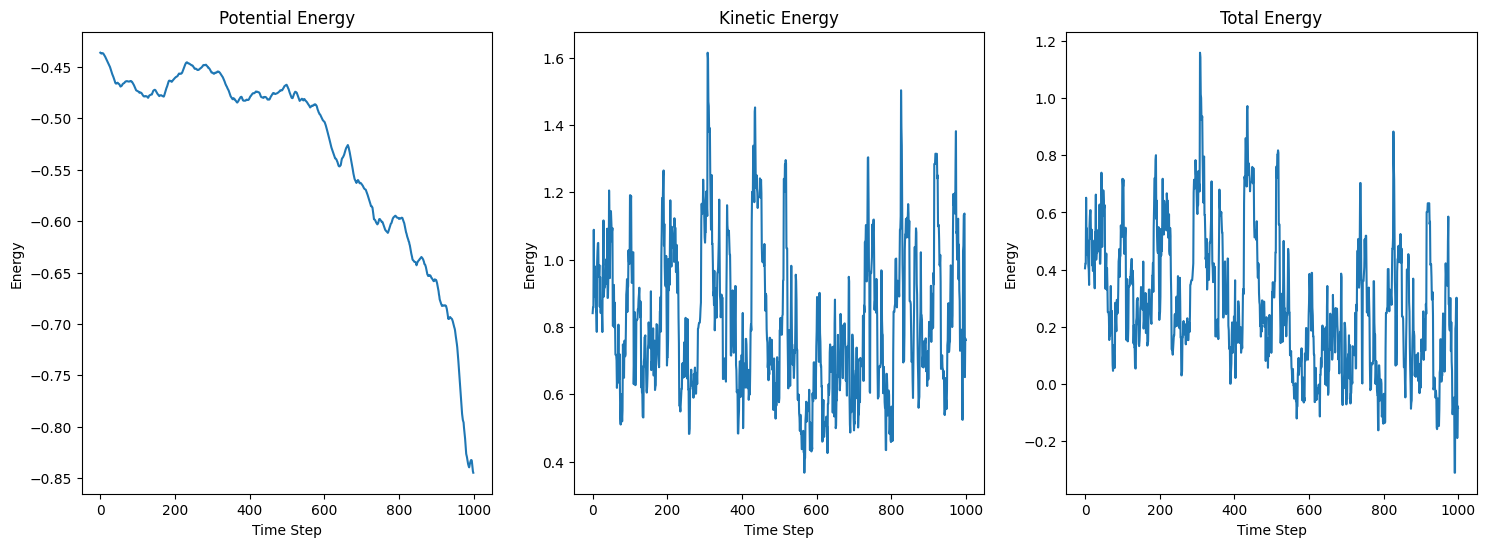 Potential Energy
Energy
−0.45
−0.50
−0.55
−0.60
−0.65
−0.70
−0.75
−0.80
−0.85
0 200 400 600 800 1000
Time Step
Kinetic Energy
Energy
1.6
1.4
1.2
1.0
0.8
0.6
0.4
0 200 400 600 800 1000
Time Step
Total Energy
Energy
1.2
1.0
0.8
0.6
0.4
0.2
0.0
−0.2
0 200 400 600 800 1000
Time Step